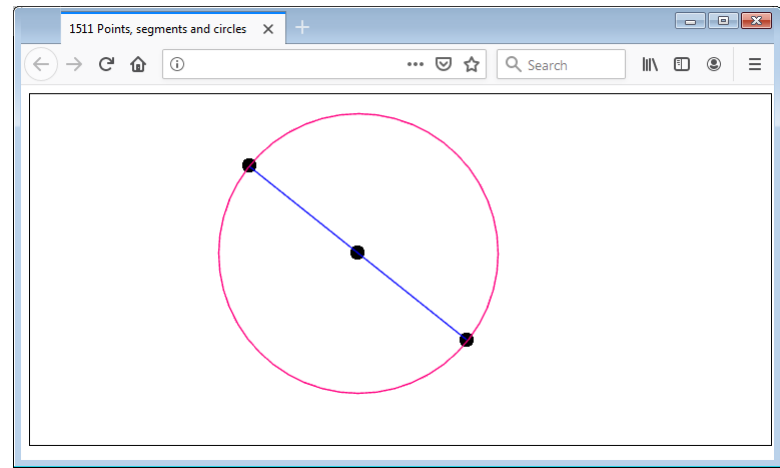 1511 Points, segments and circles
Search